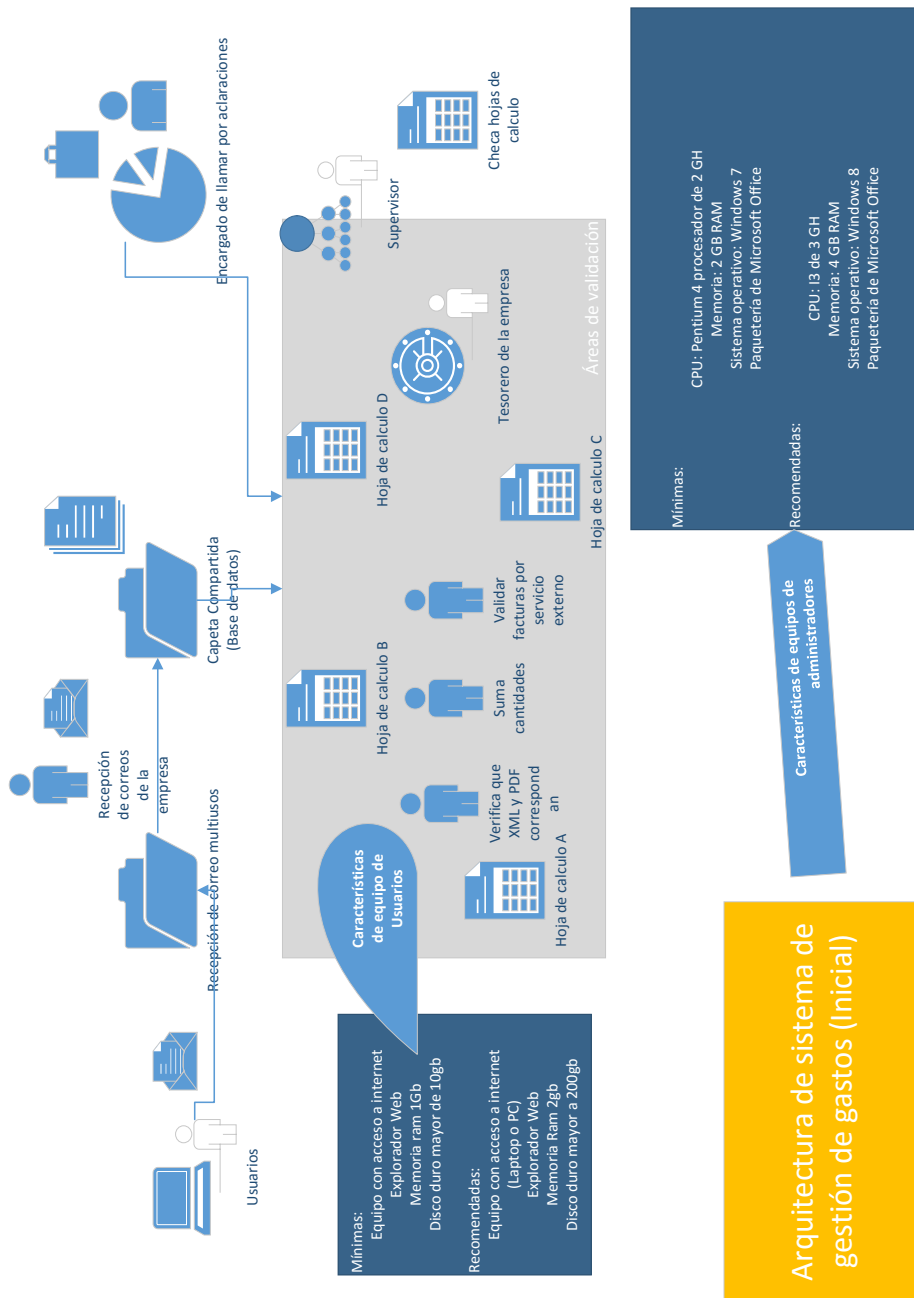 Usuarios
Recepción de correo multiusos
Recepción
de correos
de la
empresa
Capeta Compartida
(Base de datos)
Encargado de llamar por aclaraciones
Mínimas:
Equipo con acceso a internet
Explorador Web
Memoria ram 1Gb
Disco duro mayor de 10gb
Recomendadas:
Equipo con acceso a internet
(Laptop o PC)
Explorador Web
Memoria Ram 2gb
Disco duro mayor a 200gb
Características
de equipo de
Usuarios
Hoja de calculo A
Verifica que
XML y PDF
correspond
an
Hoja de calculo B
Suma
cantidades
Validar
facturas por
servicio
externo
Hoja de calculo C
Hoja de calculo D
Tesorero de la empresa
Supervisor
Checa hojas de
calculo
Áreas de validación
Arquitectura de sistema de
gestión de gastos (Inicial)
Características de equipos de
administradores
Mínimas:
CPU: Pentium 4 procesador de 2 GH
Memoria: 2 GB RAM
Sistema operativo: Windows 7
Paquetería de Microsoft Office
Recomendadas:
CPU: I3 de 3 GH
Memoria: 4 GB RAM
Sistema operativo: Windows 8
Paquetería de Microsoft Office